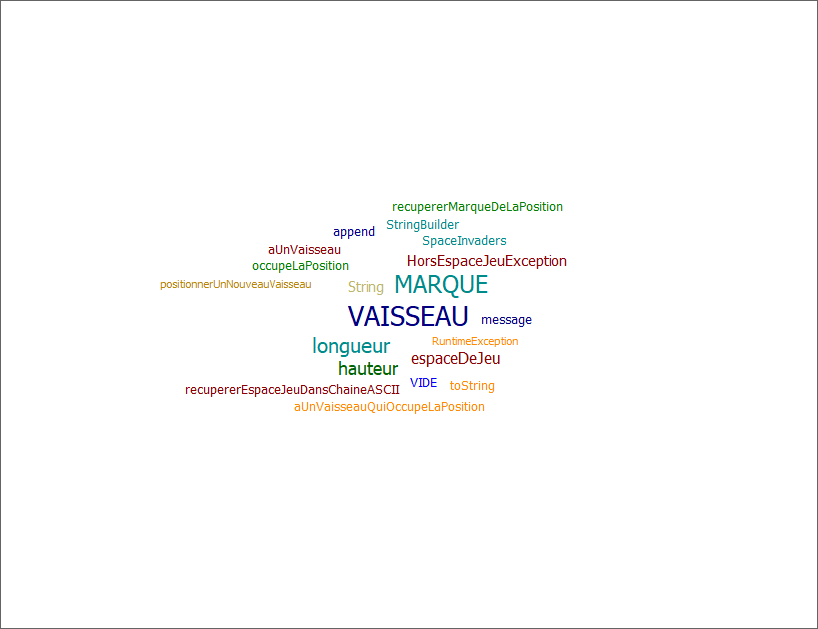 recupererMarqueDeLaPosition
StringBuilder
append
SpaceInvaders
aUnVaisseau
HorsEspaceJeuException
occupeLaPosition
positionnerUnNouveauVaisseau
String
MARQUE
VAISSEAU
message
RuntimeException
longueur
espaceDeJeu
hauteur
VIDE
toString
recupererEspaceJeuDansChaineASCII
aUnVaisseauQuiOccupeLaPosition